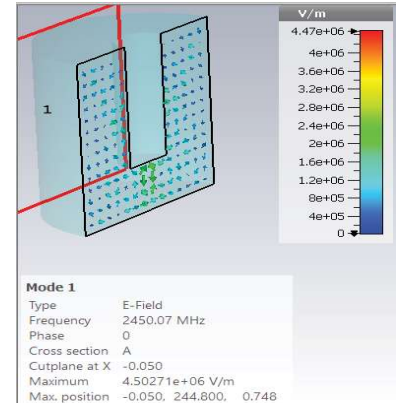 V/m
4.47e+06
4e+06
3.6e+06
3.2e+06
2.8e+06
2.4e+06
2e+06
1.6e+06
1.2e+06
8e+05
4e+05
0
1
Mode 1
Type E-Field
Frequency 2450.07 MHz
Phase 0
Cross section A
Cutplane at X -0.050
Maximum 4.50271e+06 V/m
Max. position -0.050, 244.800, 0.748